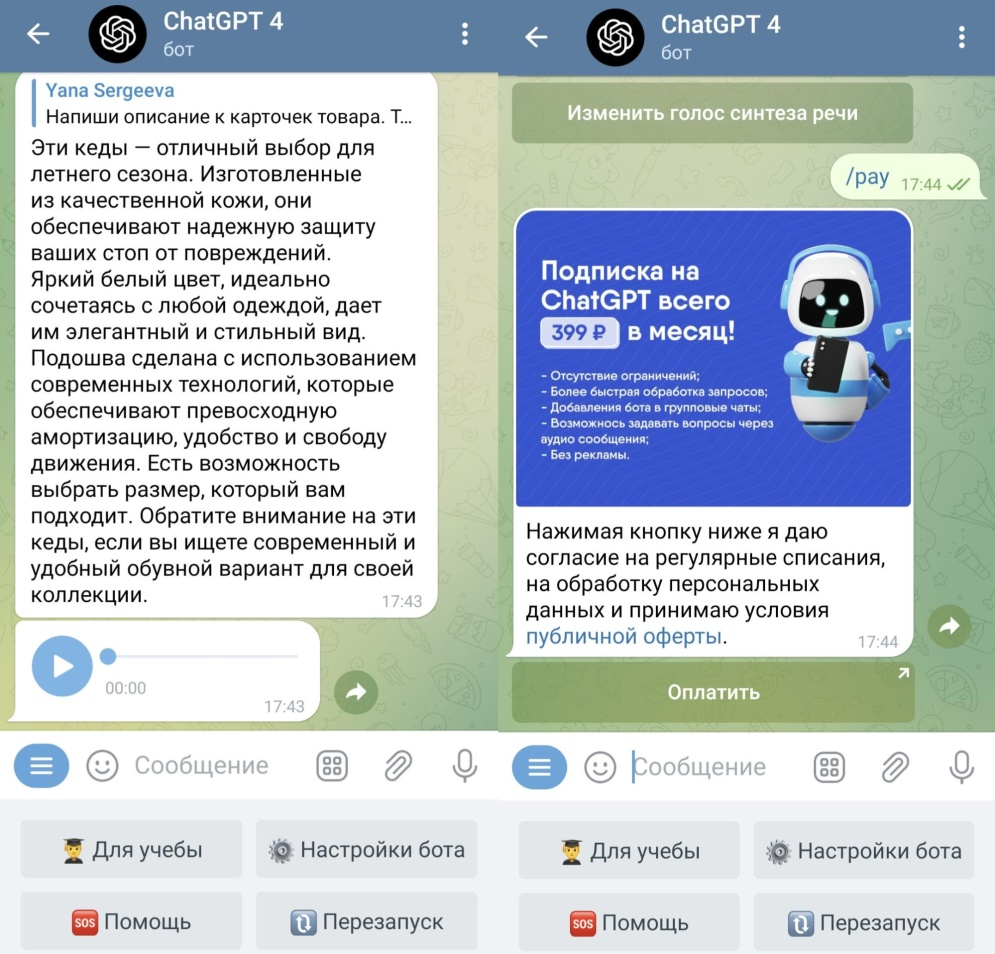 ChatGPT 4
бот
Yana Sergeeva
Напиши описание к карточек товара. Т...
Эти кеды — отличный выбор для
летнего сезона. Изготовленные
из качественной кожи, они
обеспечивают надежную защиту
ваших стоп от повреждений.
Яркий белый цвет, идеально
сочетаясь с любой одеждой, дает
им элегантный и стильный вид.
Подошва сделана с использованием
современных технологий, которые
обеспечивают превосходную
амортизацию, удобство и свободу
движения. Есть возможность
выбрать размер, который вам
подходит. Обратите внимание на эти
кеды, если вы ищете современный и
удобный обувной вариант для своей
коллекции.
17:43
00:00
17:43
Сообщение
Для учебы
Настройки бота
SOS Помощь
Перезапуск
ChatGPT 4
бот
Изменить голос синтеза речи
/pay 17:44
Подписка на
ChatGPT всего
399 ₽ в месяц!
- Отсутствие ограничений;
- Более быстрая обработка запросов;
- Добавления бота в групповые чаты;
- Возможнось задавать вопросы через
аудио сообщения;
- Без рекламы.
Нажимая кнопку ниже я даю
согласие на регулярные списания,
на обработку персональных
данных и принимаю условия
публичной оферты.
17:44
Оплатить
Сообщение
Для учебы
Настройки бота
SOS Помощь
Перезапуск